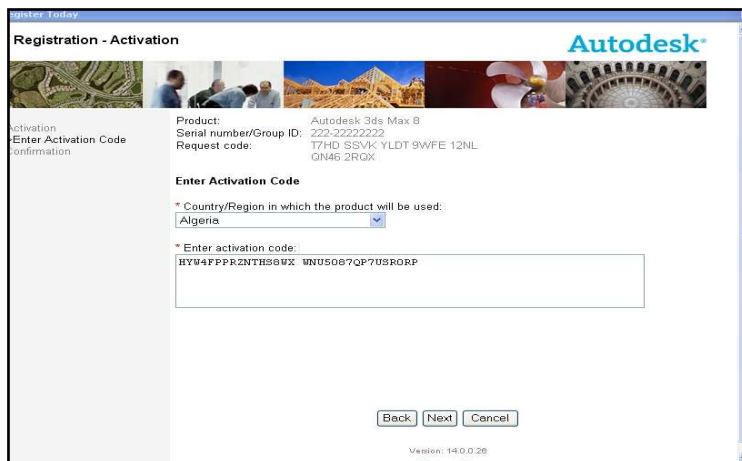 egister Today
Registration - Activation
Autodesk®
Activation
Enter Activation Code
Confirmation
Product: Autodesk 3ds Max 8
Serial number/Group ID: 222-22222222
Request code: T7HD SSVK YLDT 9WFE 12NL
QN46 2RQX
Enter Activation Code
* Country/Region in which the product will be used:
Algeria
* Enter activation code:
HYW4FPPRZNTHS8WX WNU5087QP7USRORP
Back Next Cancel
Version: 14.0.0.26